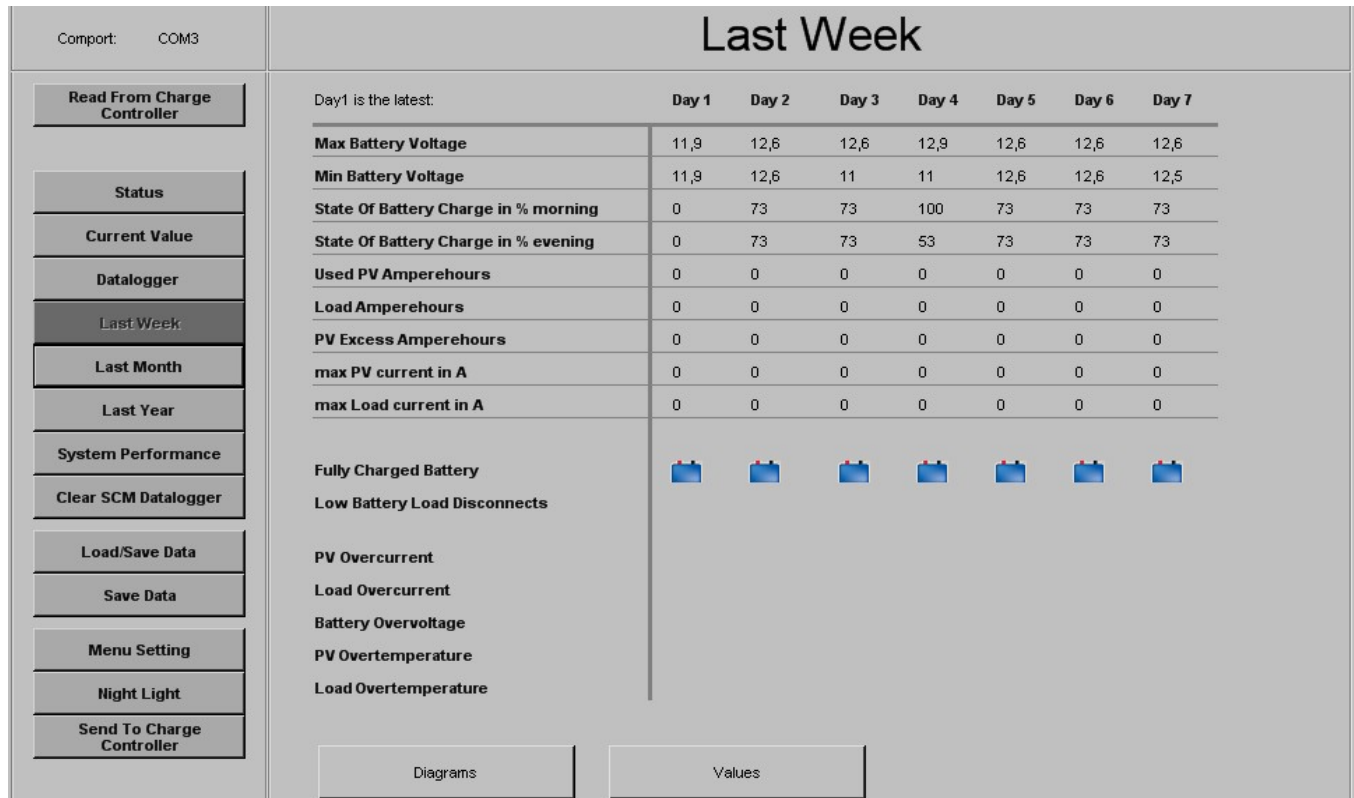 Comport: COM3
Last Week
Read From Charge
Controller
Status
Current Value
Datalogger
Last Week
Last Month
Last Year
System Performance
Clear SCM Datalogger
Load/Save Data
Save Data
Menu Setting
Night Light
Send To Charge
Controller
Day1 is the latest: Day 1 Day 2 Day 3 Day 4 Day 5 Day 6 Day 7
Max Battery Voltage 11,9 12,6 12,6 12,9 12,6 12,6 12,6
Min Battery Voltage 11,9 12,6 11 11 12,6 12,6 12,5
State Of Battery Charge in % morning 0 73 73 100 73 73 73
State Of Battery Charge in % evening 0 73 73 53 73 73 73
Used PV Amperehours 0 0 0 0 0 0 0
Load Amperehours 0 0 0 0 0 0 0
PV Excess Amperehours 0 0 0 0 0 0 0
max PV current in A 0 0 0 0 0 0 0
max Load current in A 0 0 0 0 0 0 0
Fully Charged Battery
Low Battery Load Disconnects
PV Overcurrent
Load Overcurrent
Battery Overvoltage
PV Overtemperature
Load Overtemperature
Diagrams Values